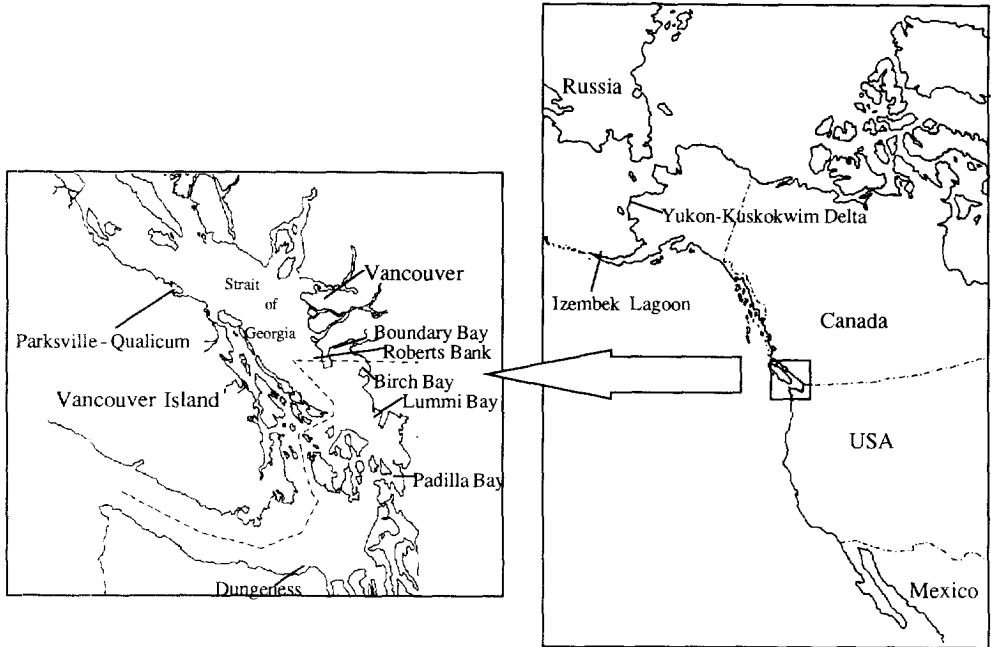 Vancouver
Strait
of
Georgia
Parksville - Qualicum
Boundary Bay
Roberts Bank
Birch Bay
Vancouver Island
Lummi Bay
Padilla Bay
Dungeness
Russia
Yukon-Kuskokwim Delta
Izembek Lagoon
Canada
USA
Mexico